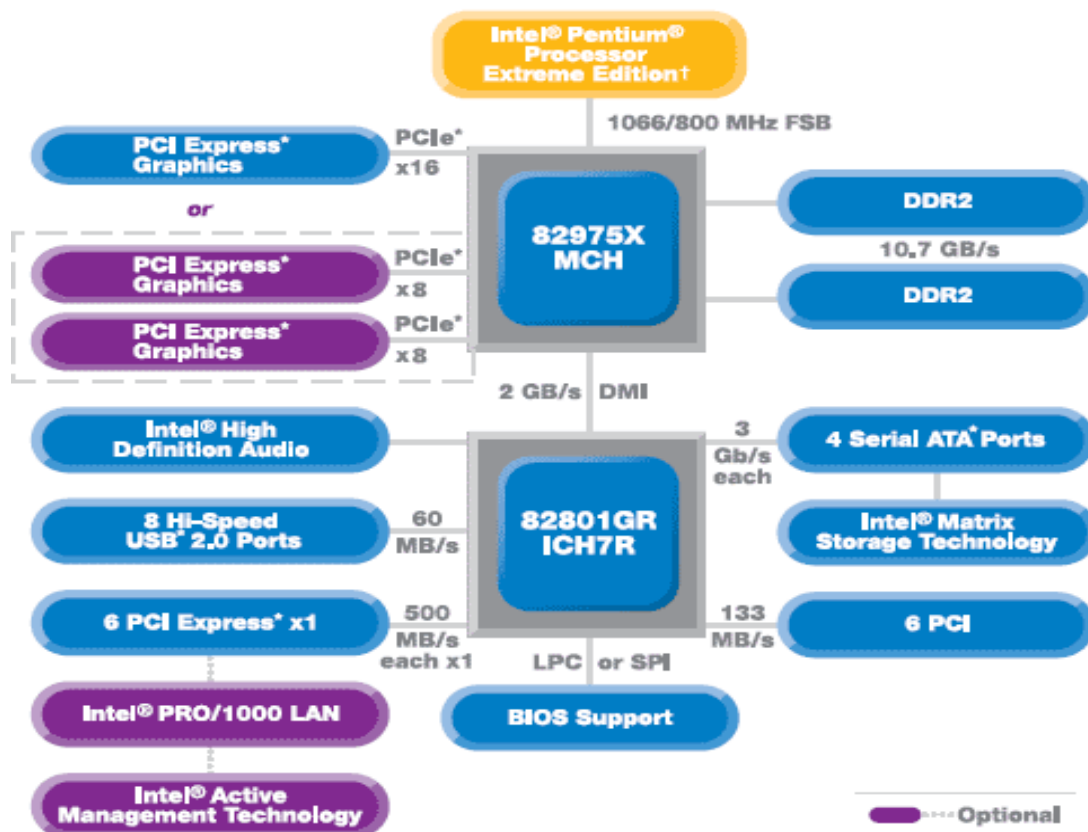 Intel® Pentium®
Processor
Extreme Edition†
1066/800 MHz FSB
PCI Express*
Graphics
PCIe*
x16
or
PCI Express*
Graphics
PCIe*
x8
PCI Express*
Graphics
PCIe*
x8
82975X
MCH
DDR2
10.7 GB/s
DDR2
2 GB/s DMI
Intel® High
Definition Audio
8 Hi-Speed
USB* 2.0 Ports
60
MB/s
6 PCI Express* x1
500
MB/s
each x1
82801GR
ICH7R
3
Gb/s
each
4 Serial ATA* Ports
Intel® Matrix
Storage Technology
133
MB/s
6 PCI
LPC or SPI
BIOS Support
Intel® PRO/1000 LAN
Intel® Active
Management Technology
Optional